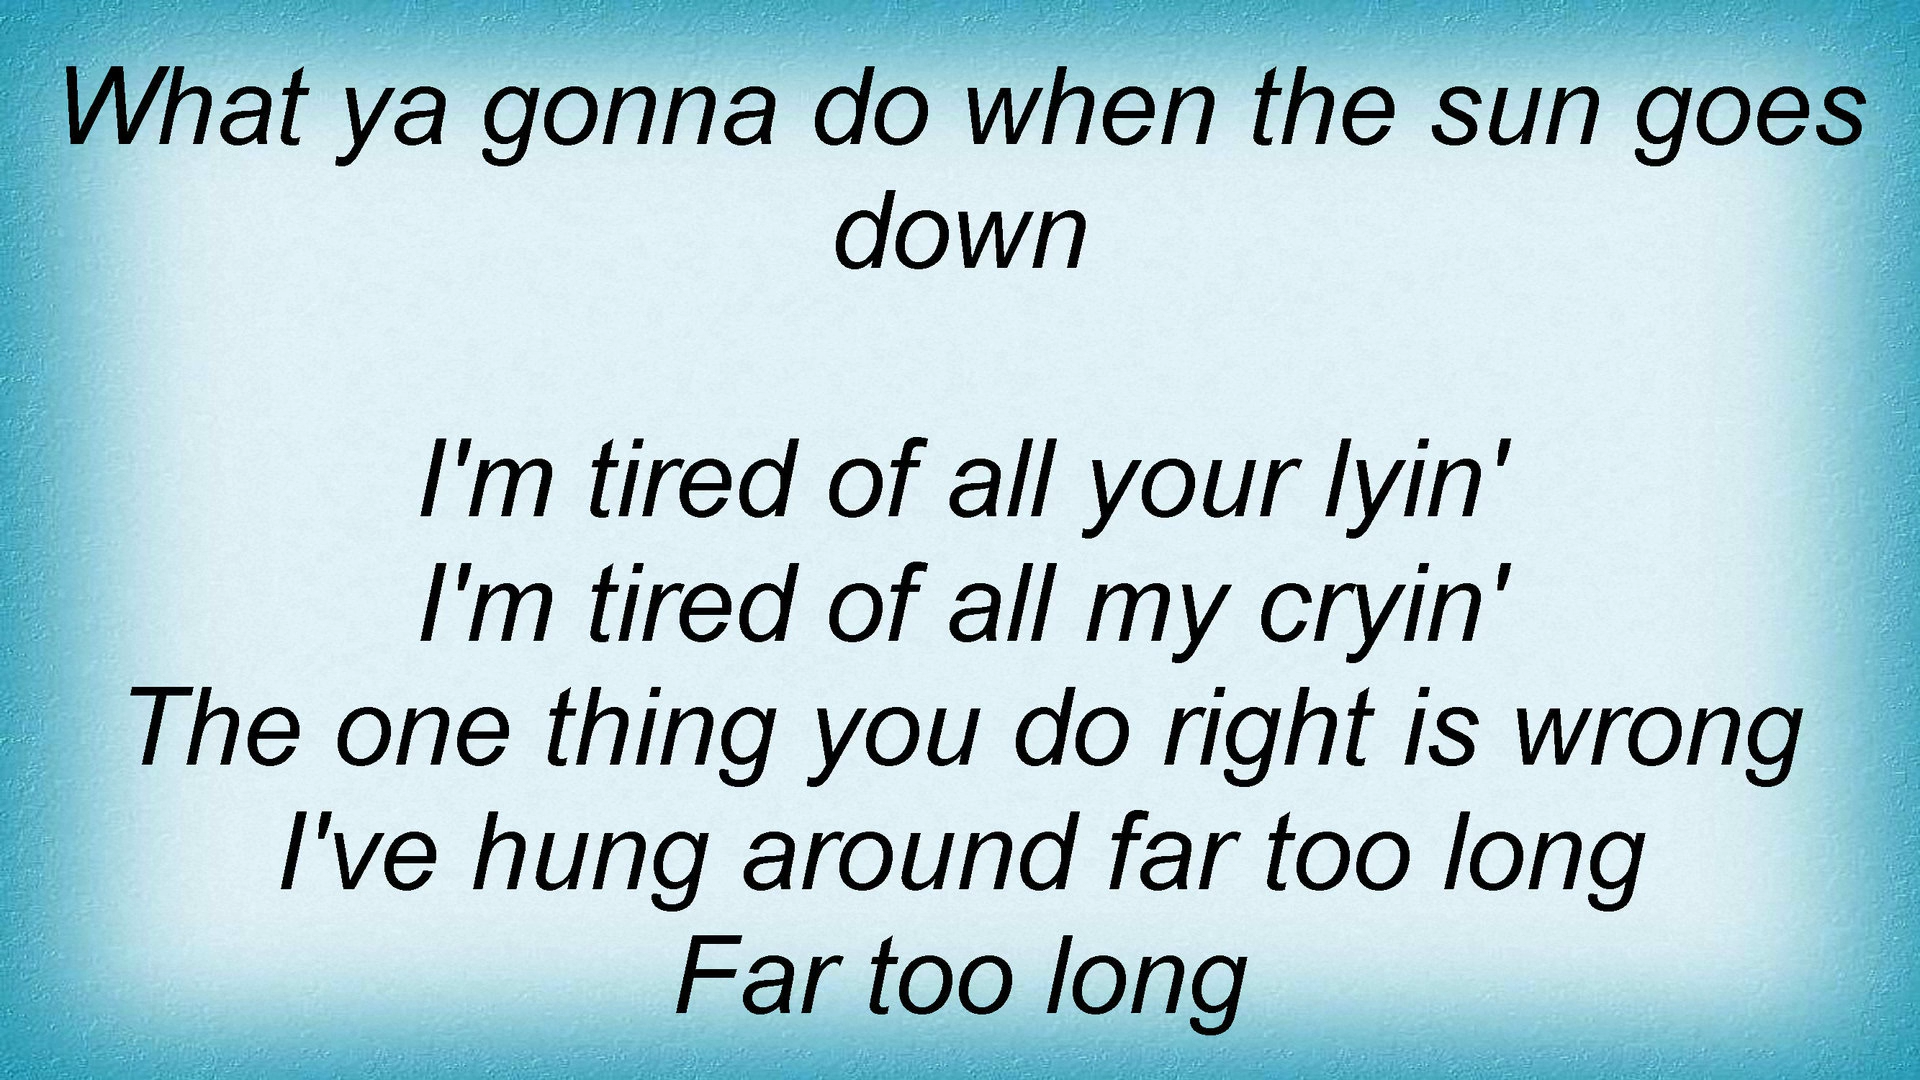 What ya gonna do when the sun goes
down
I'm tired of all your lyin'
I'm tired of all my cryin'
The one thing you do right is wrong
I've hung around far too long
Far too long